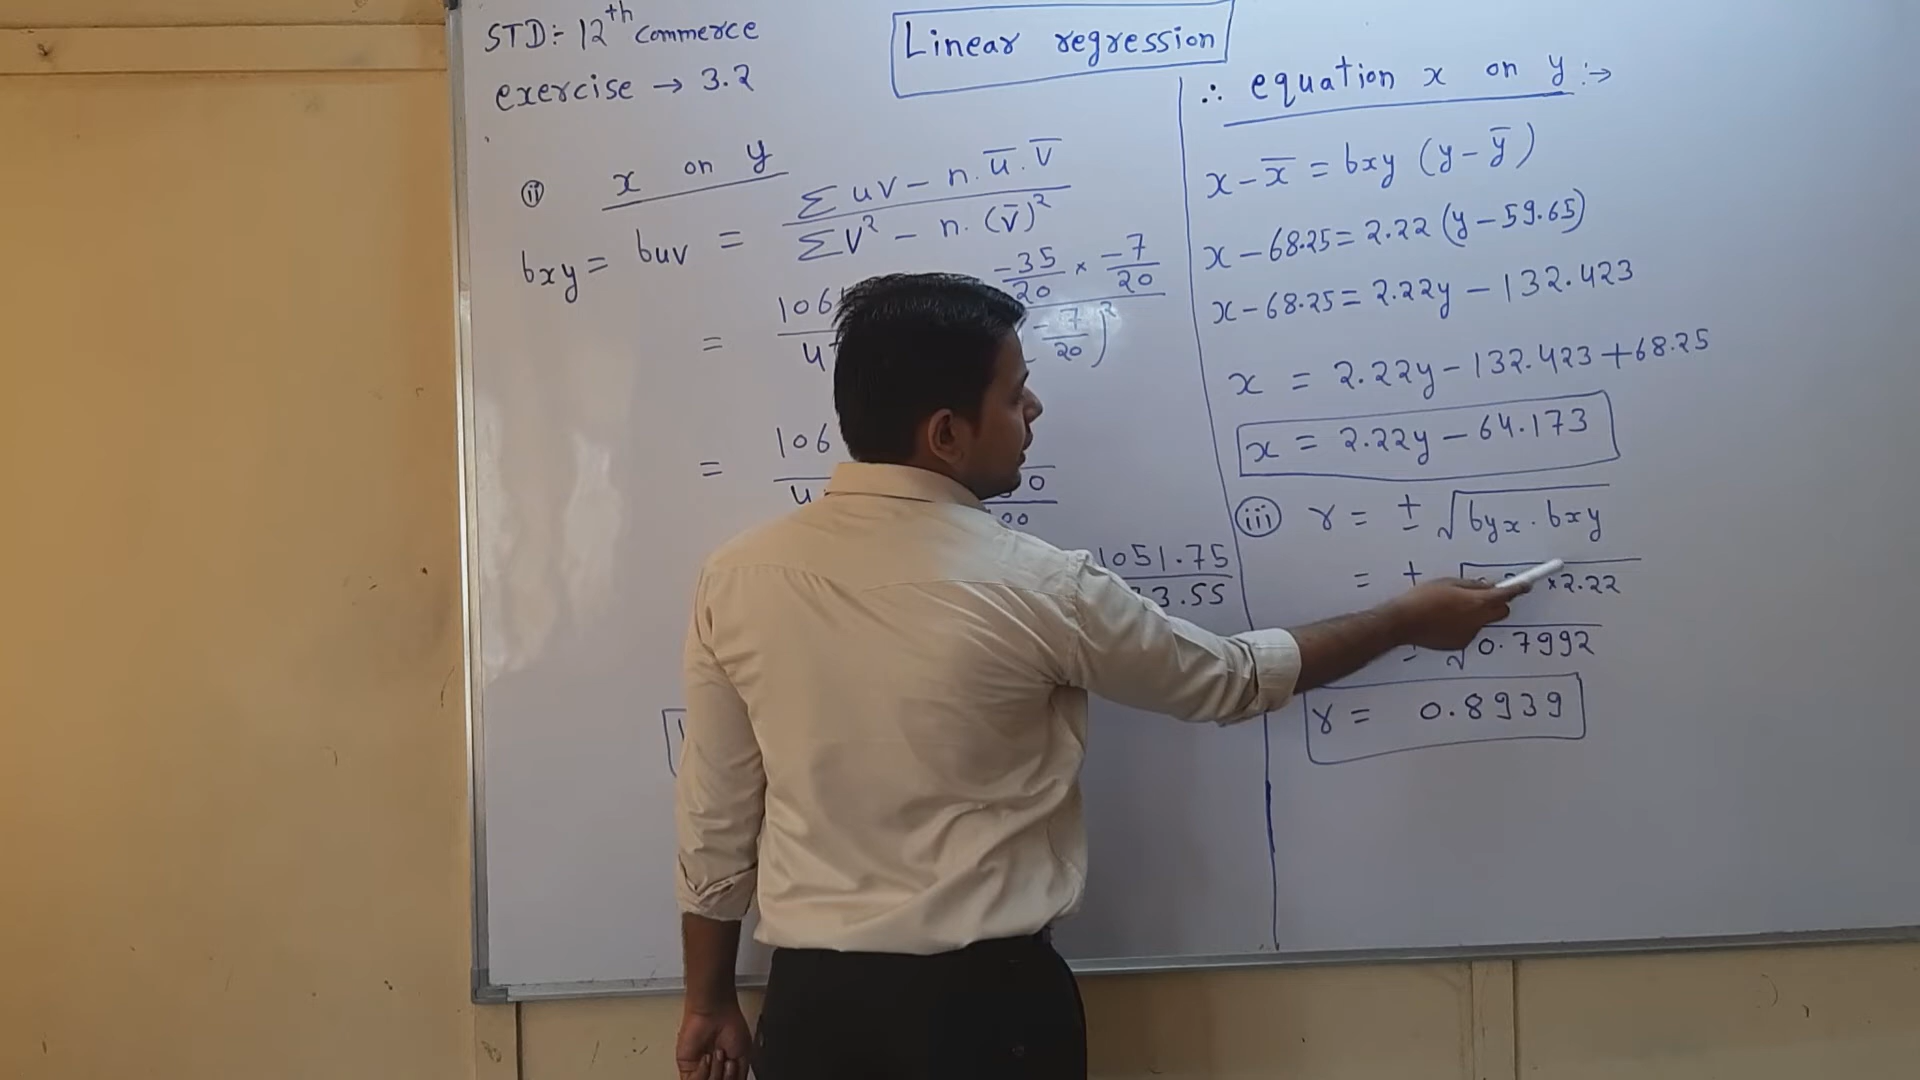 STD:- 12th commerce
exercise → 3.2
Linear regression
ii x on y
bxy = buv = Σuv - n.ū.v̄ / Σv² - n.(v̄)²
= 106 -35/20 × -7/20 / (-7/20)²
= 106
1051.75
3.55
∴ equation x on y :→
x - x̄ = bxy (y - ȳ)
x - 68.25 = 2.22 (y - 59.65)
x - 68.25 = 2.22y - 132.423
x = 2.22y - 132.423 + 68.25
x = 2.22y - 64.173
iii r = ± √byx . bxy
= ± √ ×2.22
√0.7992
r = 0.8939